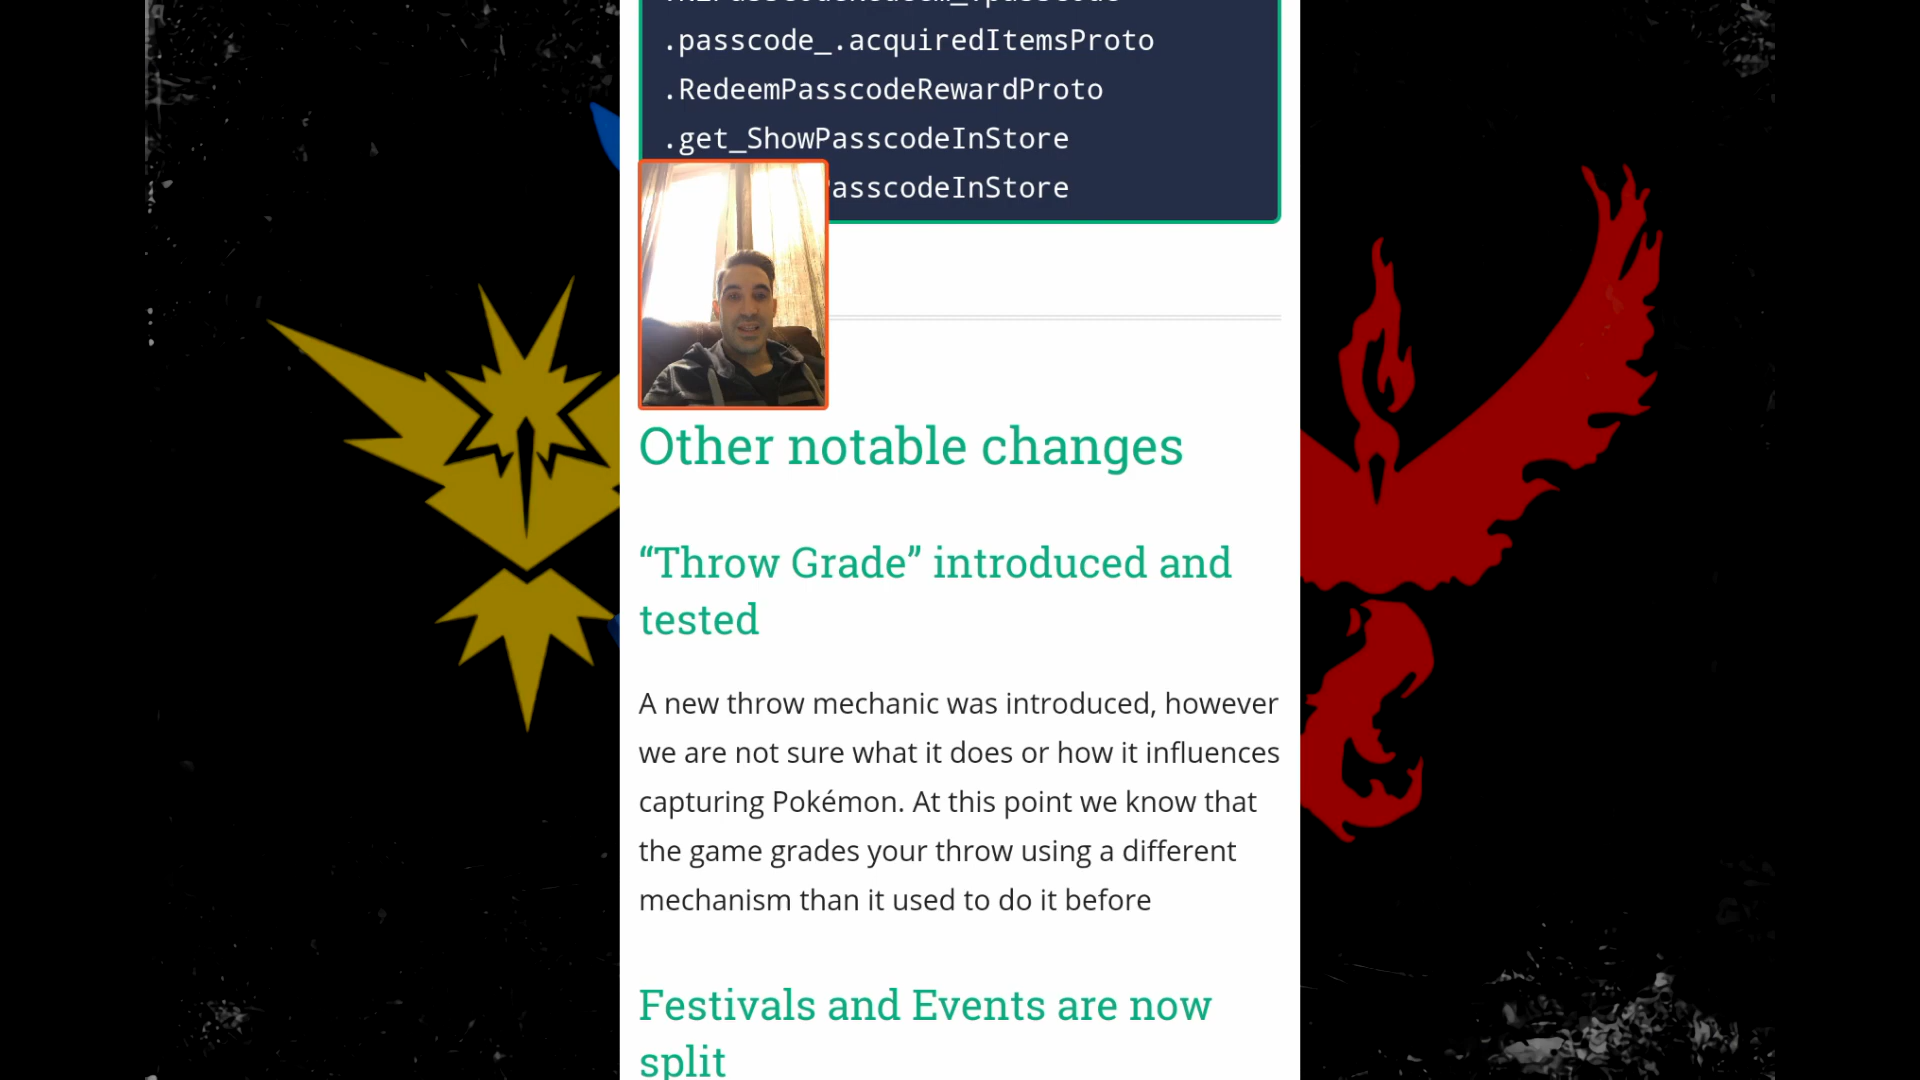 .passcode_.acquiredItemsProto
.RedeemPasscodeRewardProto
.get_ShowPasscodeInStore
asscodeInStore
Other notable changes
“Throw Grade” introduced and
tested
A new throw mechanic was introduced, however
we are not sure what it does or how it influences
capturing Pokémon. At this point we know that
the game grades your throw using a different
mechanism than it used to do it before
Festivals and Events are now
split